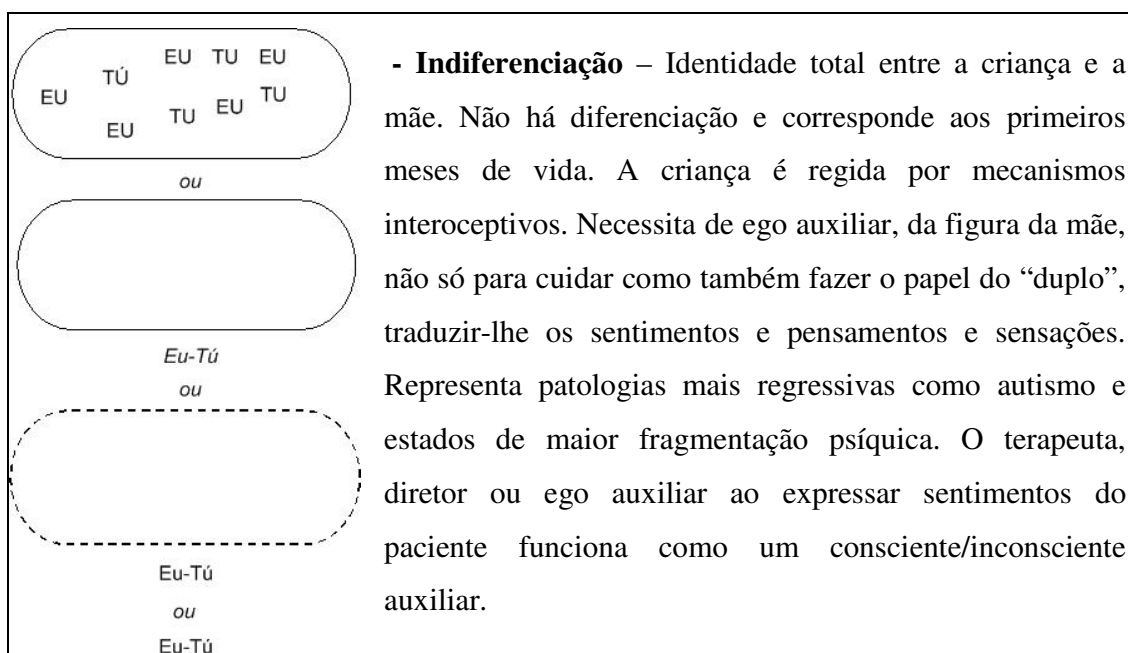 EU TU EU
TÚ
EU TU EU TU
EU
ou
Eu-Tú
ou
Eu-Tú
ou
Eu-Tú
- Indiferenciação – Identidade total entre a criança e a
mãe. Não há diferenciação e corresponde aos primeiros
meses de vida. A criança é regida por mecanismos
interoceptivos. Necessita de ego auxiliar, da figura da mãe,
não só para cuidar como também fazer o papel do “duplo”,
traduzir-lhe os sentimentos e pensamentos e sensações.
Representa patologias mais regressivas como autismo e
estados de maior fragmentação psíquica. O terapeuta,
diretor ou ego auxiliar ao expressar sentimentos do
paciente funciona como um consciente/inconsciente
auxiliar.